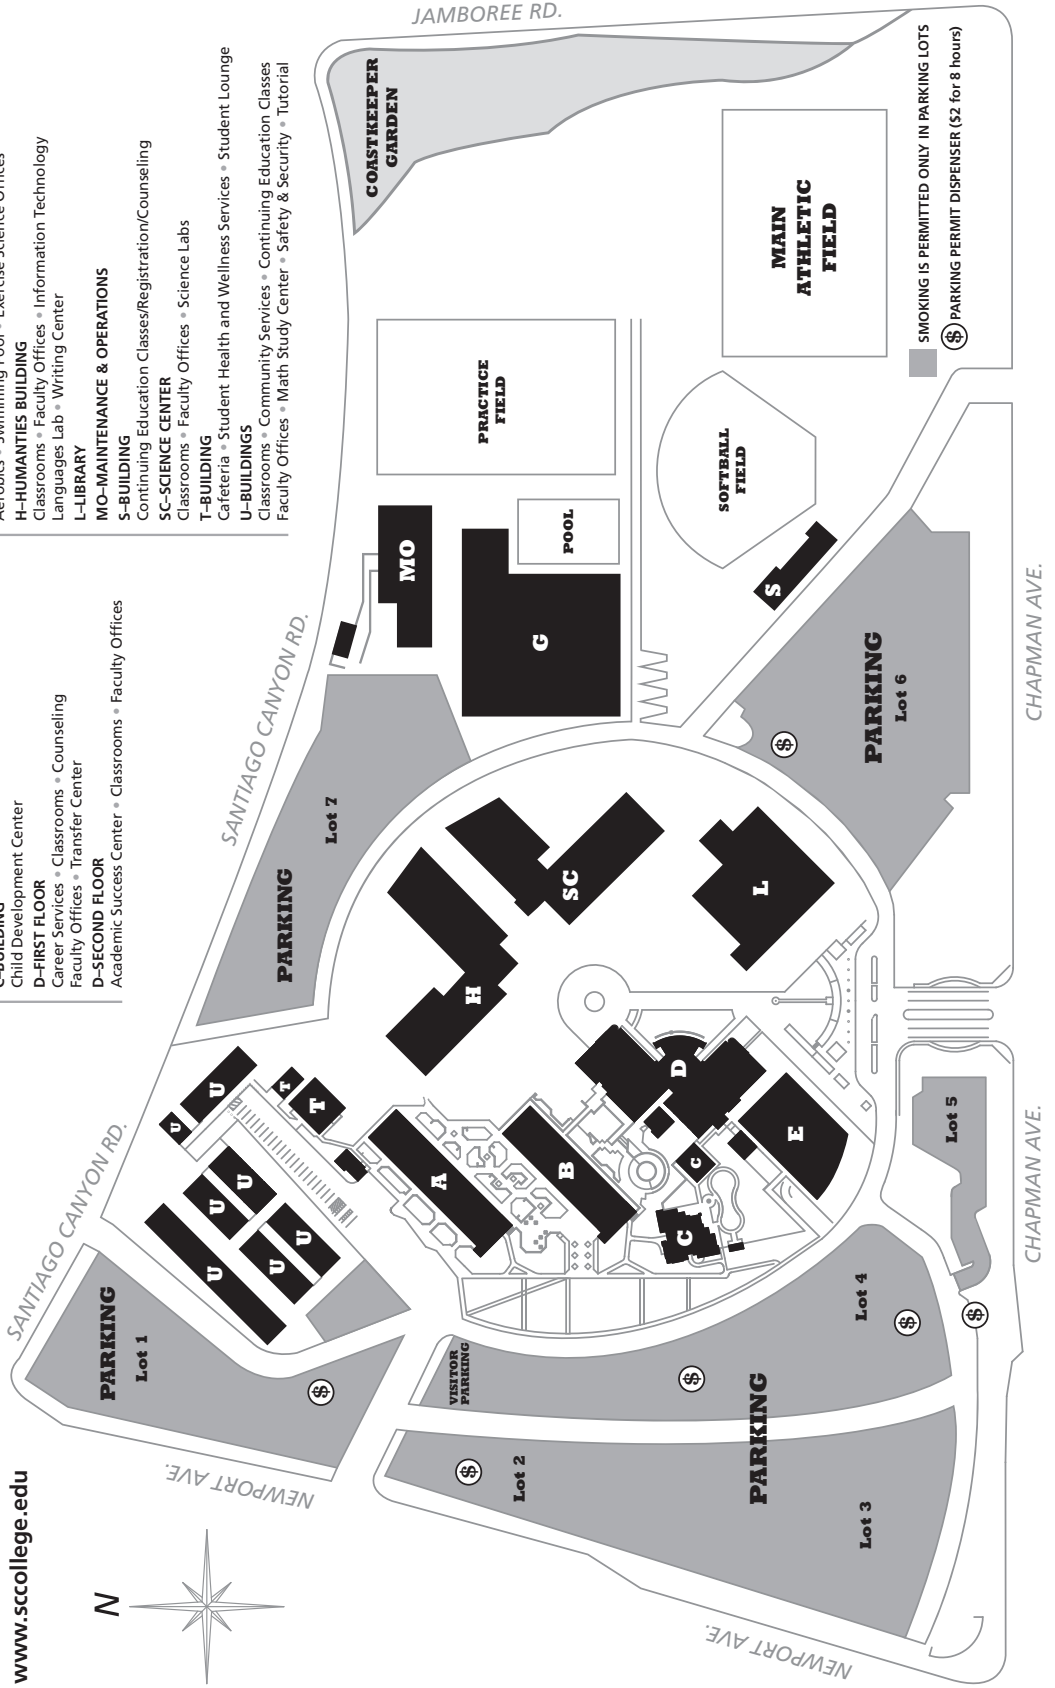 www.sccollege.edu
N
Child Development Center
D–FIRST FLOOR
Career Services • Classrooms • Counseling
Faculty Offices • Transfer Center
D–SECOND FLOOR
Academic Success Center • Classrooms • Faculty Offices
H–HUMANTIES BUILDING
Classrooms • Faculty Offices • Information Technology
Languages Lab • Writing Center
L–LIBRARY
MO–MAINTENANCE & OPERATIONS
S–BUILDING
Continuing Education Classes/Registration/Counseling
SC–SCIENCE CENTER
Classrooms • Faculty Offices • Science Labs
T–BUILDING
Cafeteria • Student Health and Wellness Services • Student Lounge
U–BUILDINGS
Classrooms • Community Services • Continuing Education Classes
Faculty Offices • Math Study Center • Safety & Security • Tutorial
SANTIAGO CANYON RD.
SANTIAGO CANYON RD.
SANTIAGO CANYON RD.
JAMBOREE RD.
NEWPORT AVE.
NEWPORT AVE.
CHAPMAN AVE.
CHAPMAN AVE.
COASTKEEPER
GARDEN
PARKING
Lot 1
$
U
U
U
U
U
U
U
U
T
T
PARKING
Lot 7
MO
PRACTICE
FIELD
G
POOL
A
B
H
SC
VISITOR
PARKING
$
Lot 2
C
C
D
E
L
SOFTBALL
FIELD
S
MAIN
ATHLETIC
FIELD
$
PARKING
Lot 3
Lot 4
$
$
Lot 5
$
PARKING
Lot 6
SMOKING IS PERMITTED ONLY IN PARKING LOTS
$ PARKING PERMIT DISPENSER ($2 for 8 hours)